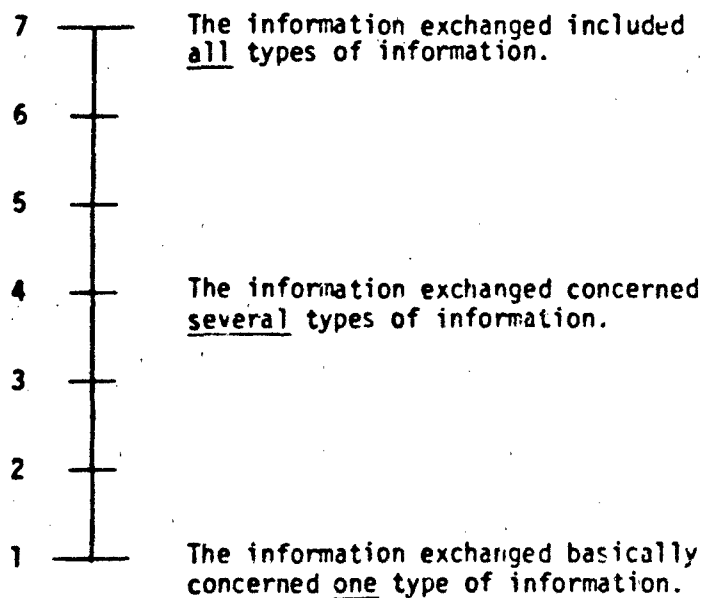 7 The information exchanged included
all types of information.
6
5
4 The information exchanged concerned
several types of information.
3
2
1 The information exchanged basically
concerned one type of information.